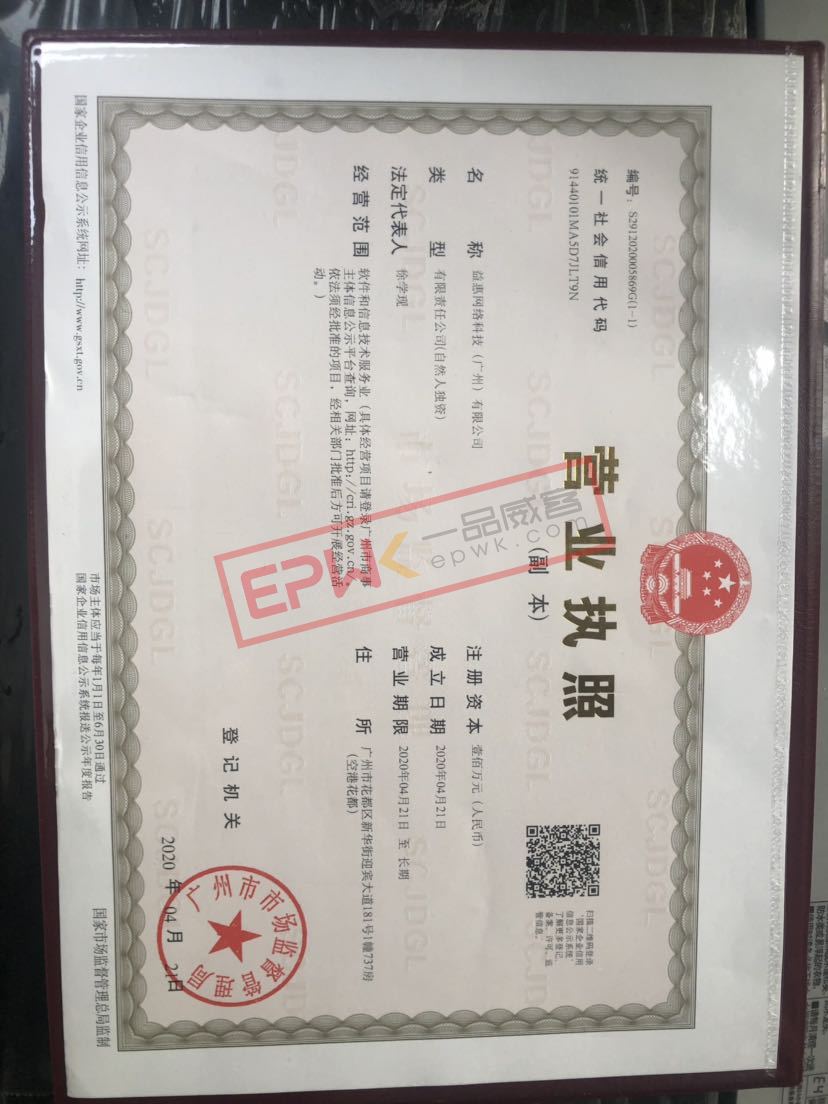 编号：S2912020005869G(1-1)
统一社会信用代码
91440101MA5D7JLT9N
营业执照
(副本)
扫描二维码登录
‘国家企业信用
信息公示系统’
了解更多登记、
备案、许可、监
管信息。
名称 益惠网络科技（广州）有限公司
类型 有限责任公司(自然人独资)
法定代表人 徐学现
经营范围 软件和信息技术服务业（具体经营项目请登录广州市商事
主体信息公示平台查询，网址：http://cri.gz.gov.cn/。
依法须经批准的项目，经相关部门批准后方可开展经营活
动。）
注册资本 壹佰万元（人民币）
成立日期 2020年04月21日
营业期限 2020年04月21日 至 长期
住所 广州市花都区新华街迎宾大道181号1幢737房
(空港花都)
登记机关
广州市市场监督管理局
2020年04月21日
国家企业信用信息公示系统网址：http://www.gsxt.gov.cn
市场主体应当于每年1月1日至6月30日通过
国家企业信用信息公示系统报送公示年度报告
国家市场监督管理总局监制
EPWK 一品威客
epwk.com
SCJDGL
E4